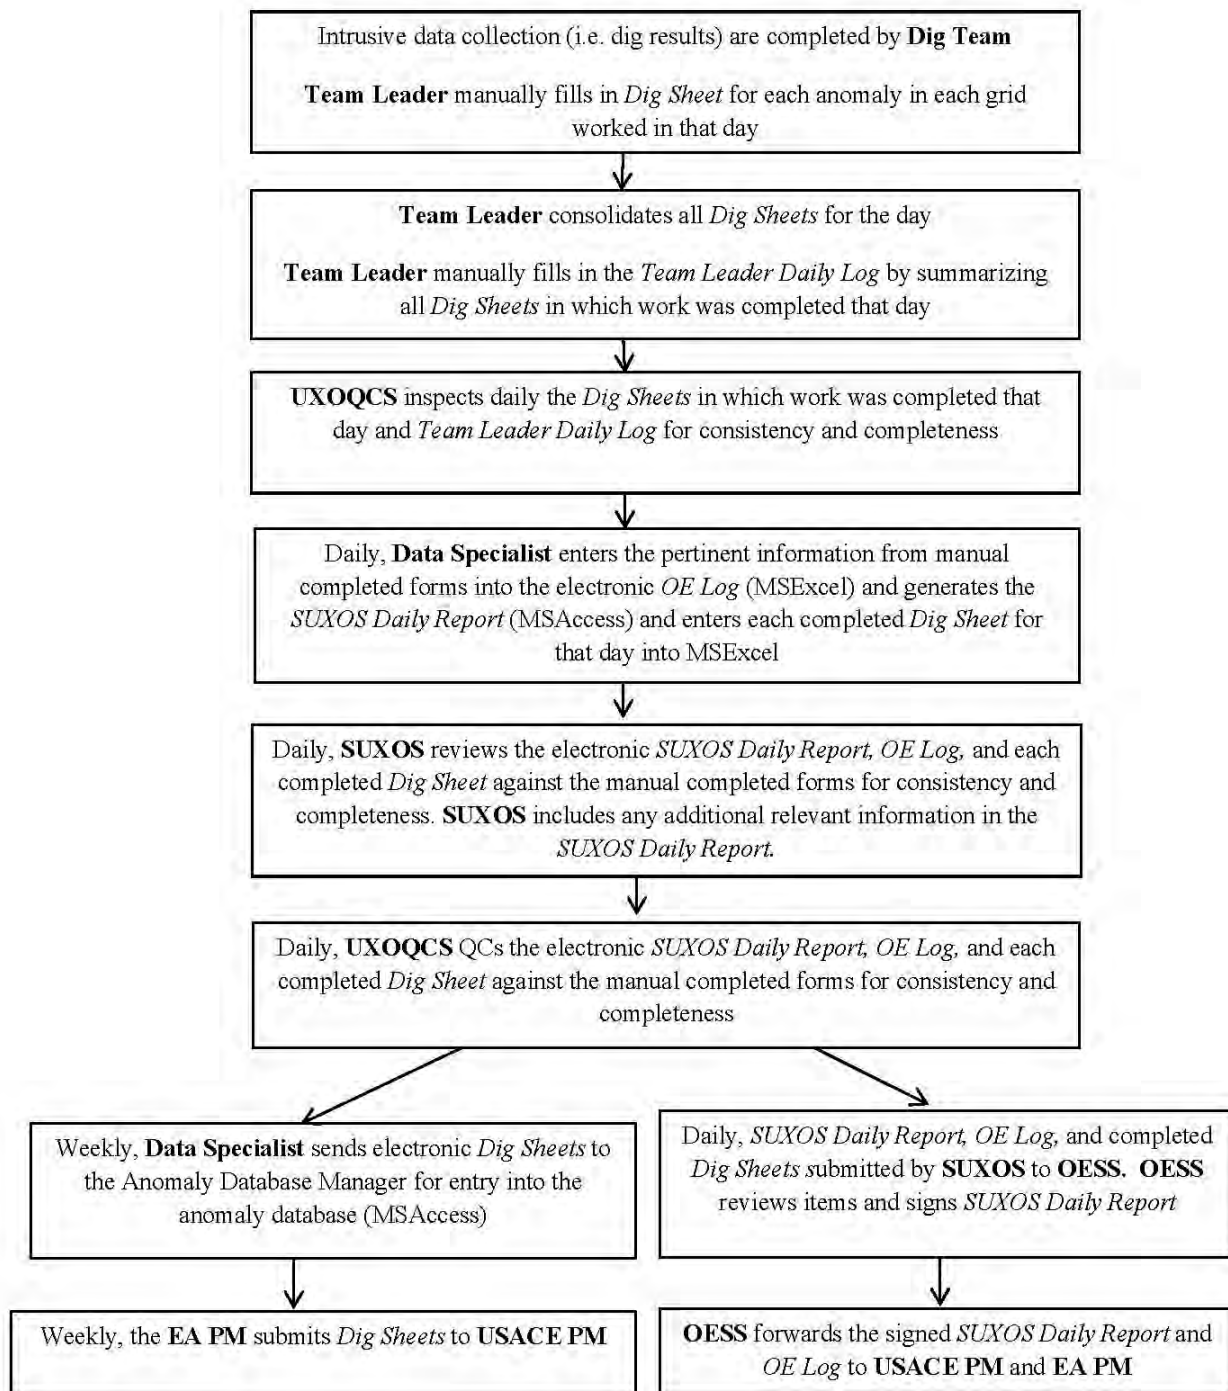 Intrusive data collection (i.e. dig results) are completed by Dig Team
Team Leader manually fills in Dig Sheet for each anomaly in each grid
worked in that day
Team Leader consolidates all Dig Sheets for the day
Team Leader manually fills in the Team Leader Daily Log by summarizing
all Dig Sheets in which work was completed that day
UXOQCS inspects daily the Dig Sheets in which work was completed that
day and Team Leader Daily Log for consistency and completeness
Daily, Data Specialist enters the pertinent information from manual
completed forms into the electronic OE Log (MSExcel) and generates the
SUXOS Daily Report (MSAccess) and enters each completed Dig Sheet for
that day into MSExcel
Daily, SUXOS reviews the electronic SUXOS Daily Report, OE Log, and each
completed Dig Sheet against the manual completed forms for consistency and
completeness. SUXOS includes any additional relevant information in the
SUXOS Daily Report.
Daily, UXOQCS QCs the electronic SUXOS Daily Report, OE Log, and each
completed Dig Sheet against the manual completed forms for consistency and
completeness
Weekly, Data Specialist sends electronic Dig Sheets to
the Anomaly Database Manager for entry into the
anomaly database (MSAccess)
Daily, SUXOS Daily Report, OE Log, and completed
Dig Sheets submitted by SUXOS to OESS. OESS
reviews items and signs SUXOS Daily Report
Weekly, the EA PM submits Dig Sheets to USACE PM
OESS forwards the signed SUXOS Daily Report and
OE Log to USACE PM and EA PM